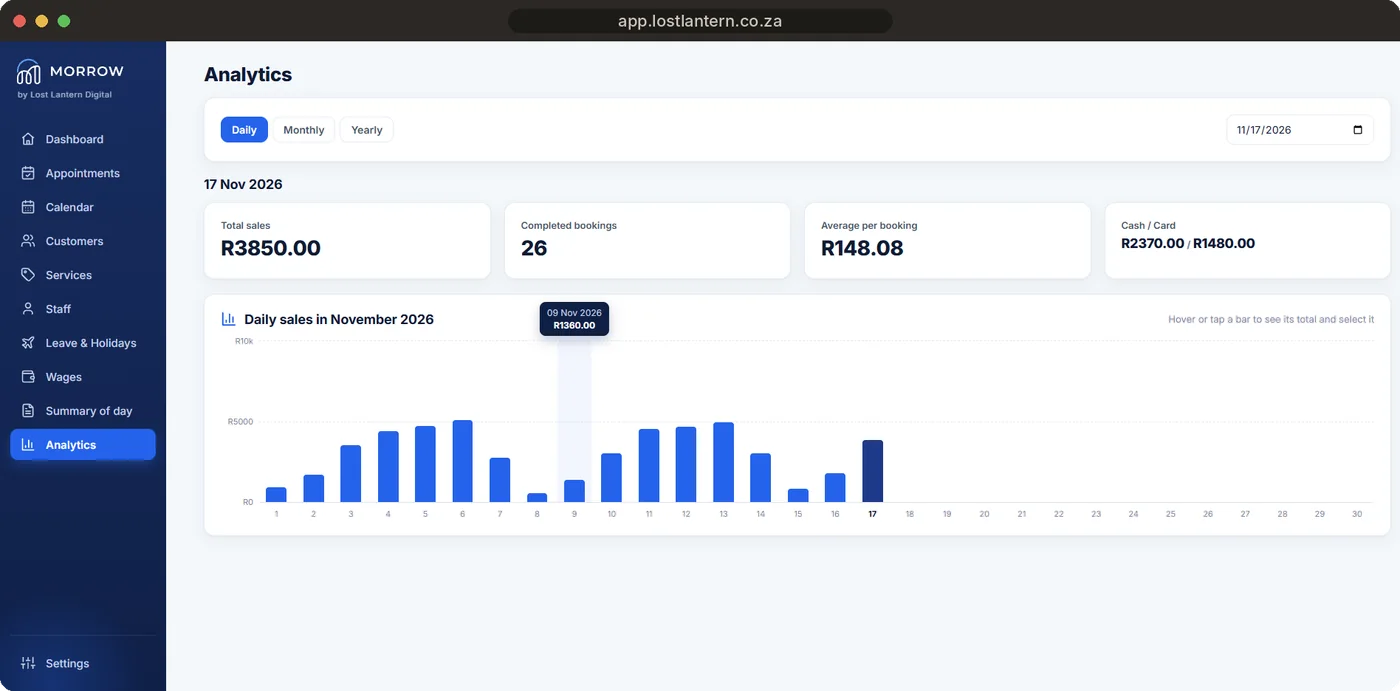 app.lostlantern.co.za
MORROW
by Lost Lantern Digital
Dashboard
Appointments
Calendar
Customers
Services
Staff
Leave & Holidays
Wages
Summary of day
Analytics
Settings
Analytics
Daily Monthly Yearly
11/17/2026
17 Nov 2026
Total sales
R3850.00
Completed bookings
26
Average per booking
R148.08
Cash / Card
R2370.00 / R1480.00
Daily sales in November 2026
09 Nov 2026
R1360.00
Hover or tap a bar to see its total and select it
R10k
R5000
R0
1 2 3 4 5 6 7 8 9 10 11 12 13 14 15 16 17 18 19 20 21 22 23 24 25 26 27 28 29 30